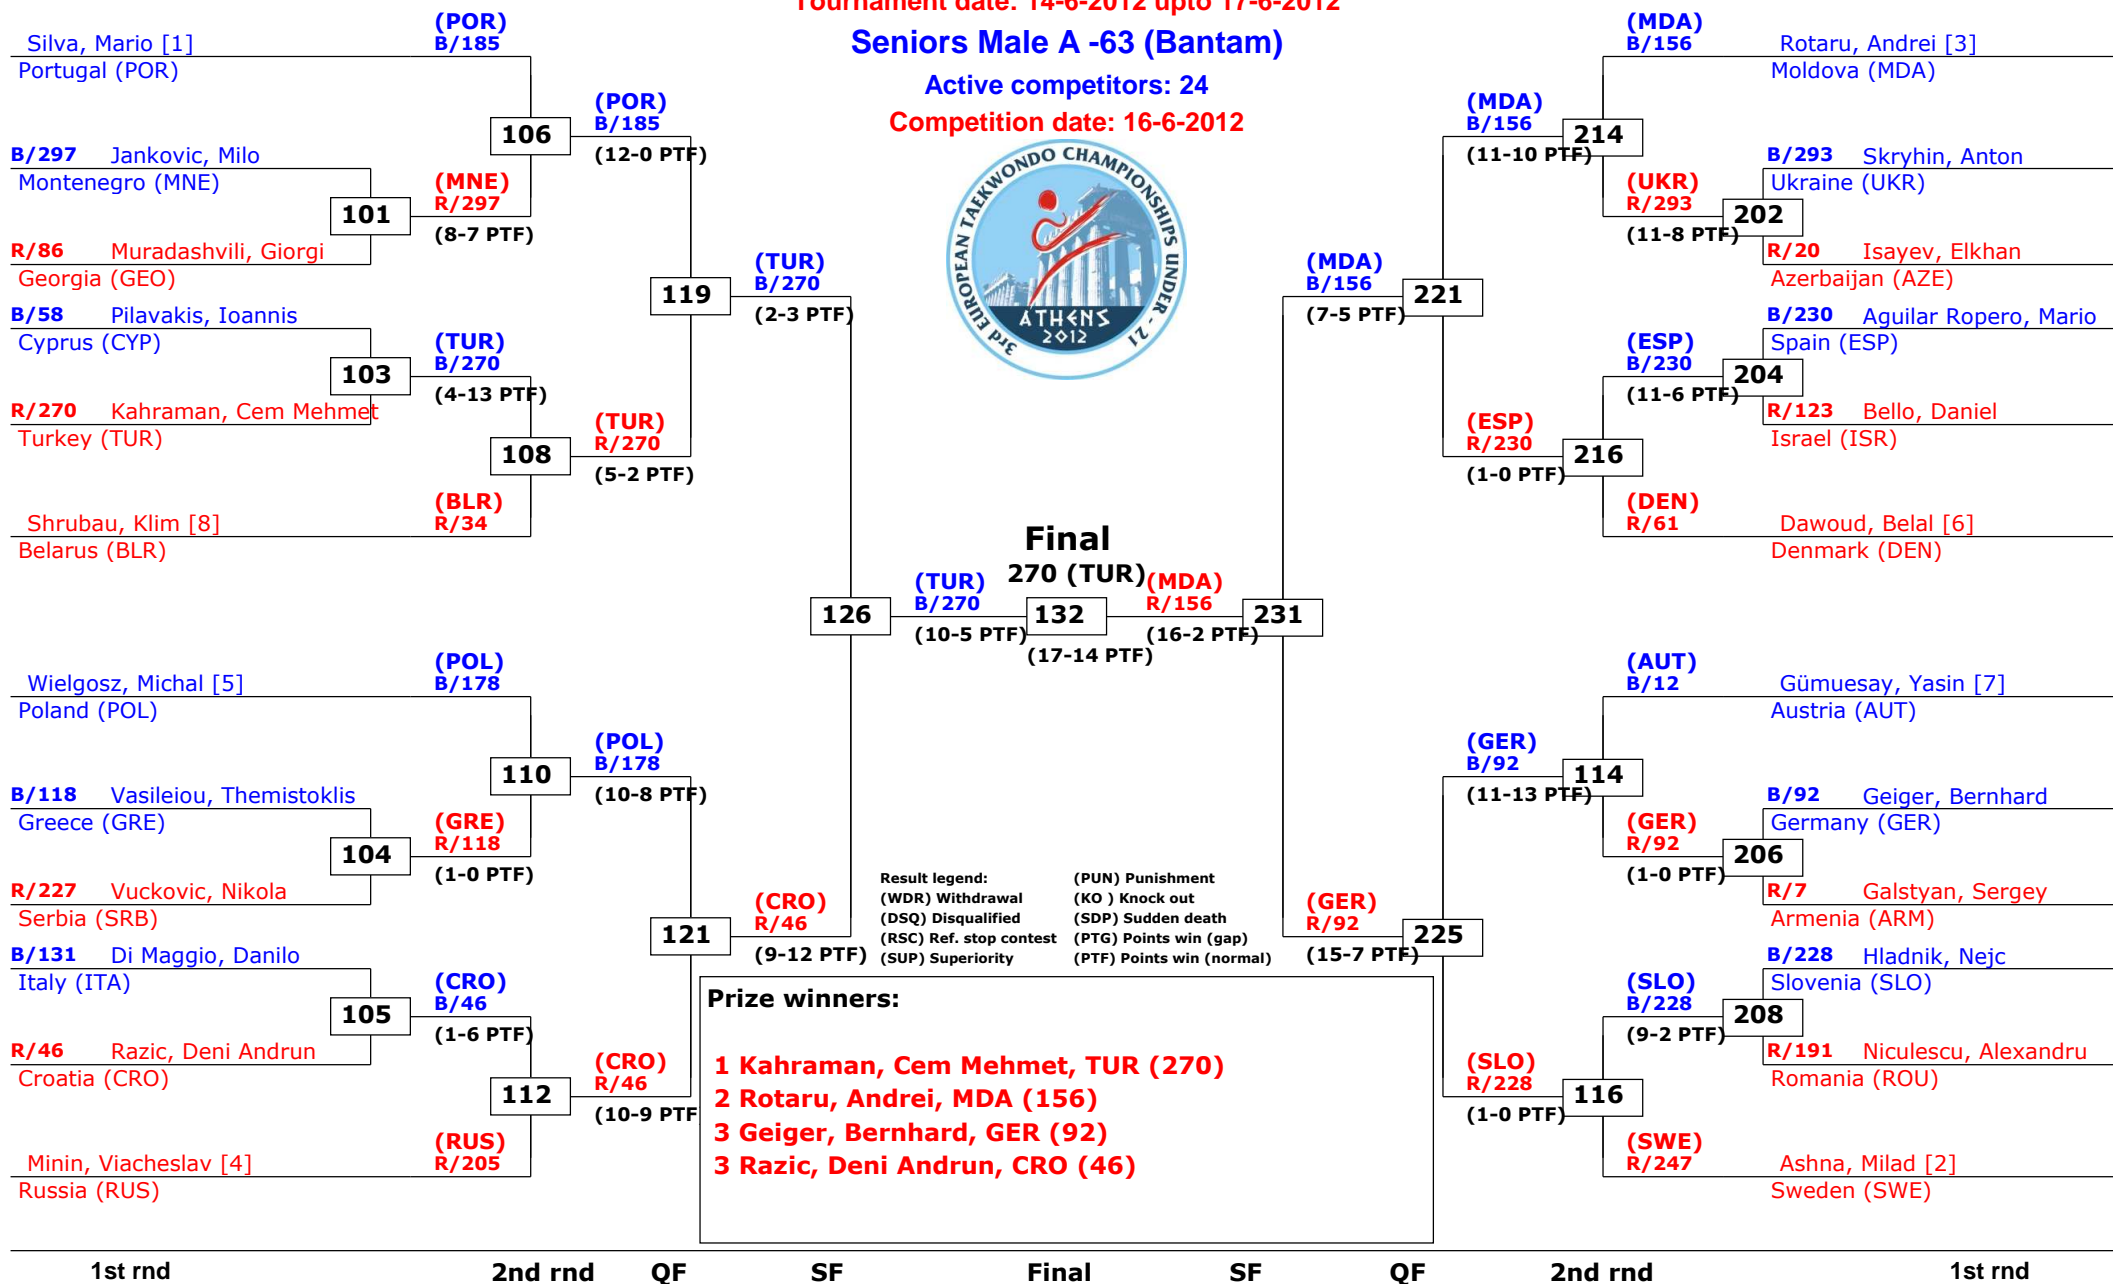 Tournament date: 14-6-2012 upto 17-6-2012
Seniors Male A -63 (Bantam)
Active competitors: 24
Competition date: 16-6-2012
3rd EUROPEAN TAEKWONDO CHAMPIONSHIPS UNDER - 21
ATHENS
2012
Silva, Mario [1]
Portugal (POR)
B/297 Jankovic, Milo
Montenegro (MNE)
101
R/86 Muradashvili, Giorgi
Georgia (GEO)
B/58 Pilavakis, Ioannis
Cyprus (CYP)
103
R/270 Kahraman, Cem Mehmet
Turkey (TUR)
Shrubau, Klim [8]
Belarus (BLR)
Wielgosz, Michal [5]
Poland (POL)
B/118 Vasileiou, Themistoklis
Greece (GRE)
104
R/227 Vuckovic, Nikola
Serbia (SRB)
B/131 Di Maggio, Danilo
Italy (ITA)
105
R/46 Razic, Deni Andrun
Croatia (CRO)
Minin, Viacheslav [4]
Russia (RUS)
(POR)
B/185
106
(MNE)
R/297
(8-7 PTF)
(TUR)
B/270
(4-13 PTF)
108
(BLR)
R/34
(POL)
B/178
110
(GRE)
R/118
(1-0 PTF)
(CRO)
B/46
(1-6 PTF)
112
(RUS)
R/205
(POR)
B/185
(12-0 PTF)
119
(TUR)
R/270
(5-2 PTF)
(POL)
B/178
(10-8 PTF)
121
(CRO)
R/46
(10-9 PTF
(TUR)
B/270
(2-3 PTF)
126
(CRO)
R/46
(9-12 PTF)
(TUR)
B/270
(10-5 PTF)
Final
270 (TUR)
132
(17-14 PTF)
(MDA)
R/156
(16-2 PTF)
231
(MDA)
B/156
(7-5 PTF)
221
(GER)
R/92
(15-7 PTF)
225
(MDA)
B/156
(11-10 PTF)
214
(ESP)
R/230
(1-0 PTF)
216
(GER)
B/92
(11-13 PTF)
114
(SLO)
R/228
(1-0 PTF)
116
(MDA)
B/156
(UKR)
R/293
(11-8 PTF)
202
(ESP)
B/230
(11-6 PTF)
204
(DEN)
R/61
(AUT)
B/12
(GER)
R/92
(1-0 PTF)
206
(SLO)
B/228
(9-2 PTF)
208
(SWE)
R/247
Rotaru, Andrei [3]
Moldova (MDA)
B/293 Skryhin, Anton
Ukraine (UKR)
R/20 Isayev, Elkhan
Azerbaijan (AZE)
B/230 Aguilar Ropero, Mario
Spain (ESP)
R/123 Bello, Daniel
Israel (ISR)
Dawoud, Belal [6]
Denmark (DEN)
Gümuesay, Yasin [7]
Austria (AUT)
B/92 Geiger, Bernhard
Germany (GER)
R/7 Galstyan, Sergey
Armenia (ARM)
B/228 Hladnik, Nejc
Slovenia (SLO)
R/191 Niculescu, Alexandru
Romania (ROU)
Ashna, Milad [2]
Sweden (SWE)
Result legend: (PUN) Punishment
(WDR) Withdrawal (KO ) Knock out
(DSQ) Disqualified (SDP) Sudden death
(RSC) Ref. stop contest (PTG) Points win (gap)
(SUP) Superiority (PTF) Points win (normal)
Prize winners:
1 Kahraman, Cem Mehmet, TUR (270)
2 Rotaru, Andrei, MDA (156)
3 Geiger, Bernhard, GER (92)
3 Razic, Deni Andrun, CRO (46)
1st rnd 2nd rnd QF SF Final SF QF 2nd rnd 1st rnd